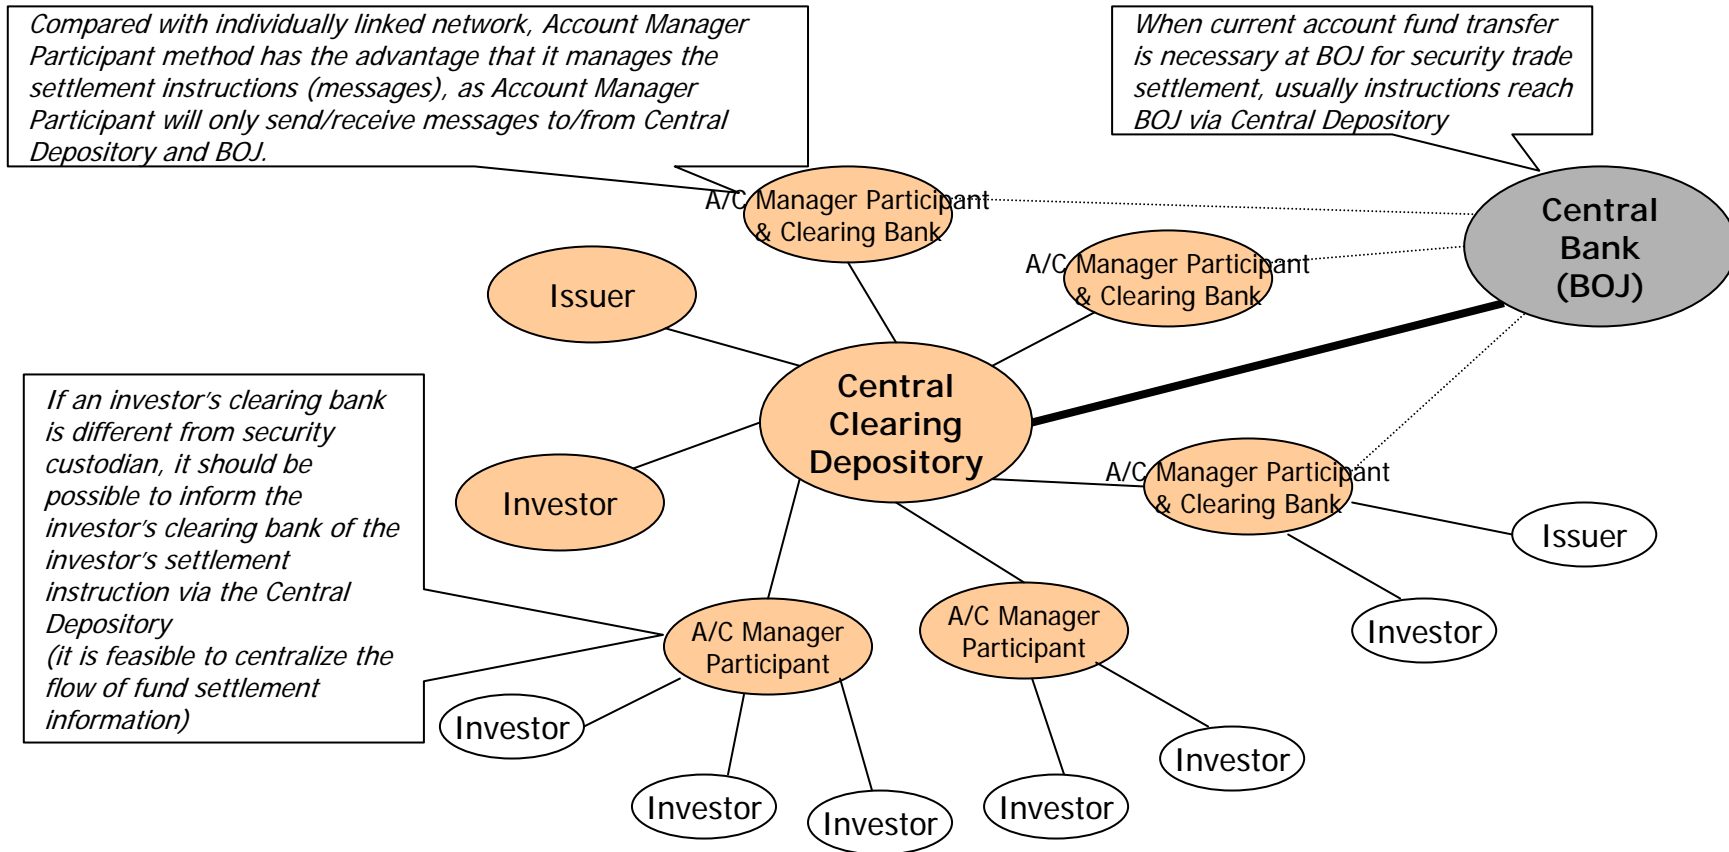 Compared with individually linked network, Account Manager
Participant method has the advantage that it manages the
settlement instructions (messages), as Account Manager
Participant will only send/receive messages to/from Central
Depository and BOJ.
When current account fund transfer
is necessary at BOJ for security trade
settlement, usually instructions reach
BOJ via Central Depository
A/C Manager Participant
& Clearing Bank
Central
Bank
(BOJ)
A/C Manager Participant
& Clearing Bank
Issuer
Central
Clearing
Depository
If an investor's clearing bank
is different from security
custodian, it should be
possible to inform the
investor's clearing bank of the
investor's settlement
instruction via the Central
Depository
(it is feasible to centralize the
flow of fund settlement
information)
Investor
A/C Manager Participant
& Clearing Bank
Issuer
Investor
A/C Manager
Participant
A/C Manager
Participant
Investor
Investor
Investor
Investor
Investor